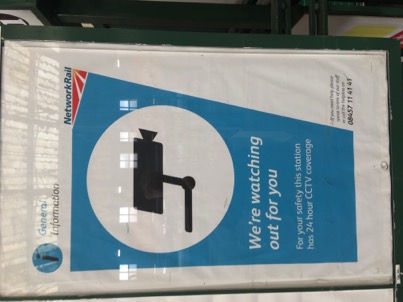 i
General
Information
NetworkRail
We're watching
out for you
For your safety this station
has 24 hour CCTV coverage
If you need help please
speak to one of our staff
or call the helpline on
08457 11 41 41